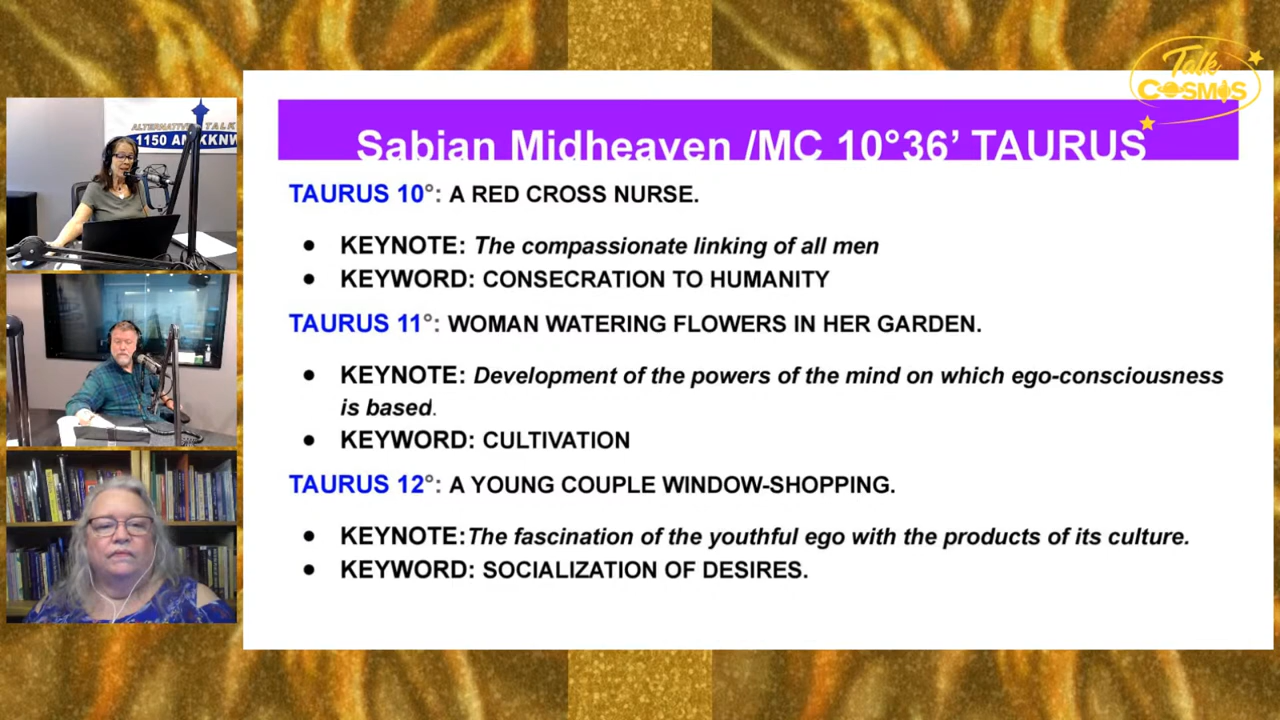 Talk
COSMOS
ALTERNATIVE TALK
1150 AM KKNW
Sabian Midheaven /MC 10°36’ TAURUS
TAURUS 10°: A RED CROSS NURSE.
● KEYNOTE: The compassionate linking of all men
● KEYWORD: CONSECRATION TO HUMANITY
TAURUS 11°: WOMAN WATERING FLOWERS IN HER GARDEN.
● KEYNOTE: Development of the powers of the mind on which ego-consciousness
is based.
● KEYWORD: CULTIVATION
TAURUS 12°: A YOUNG COUPLE WINDOW-SHOPPING.
● KEYNOTE:The fascination of the youthful ego with the products of its culture.
● KEYWORD: SOCIALIZATION OF DESIRES.